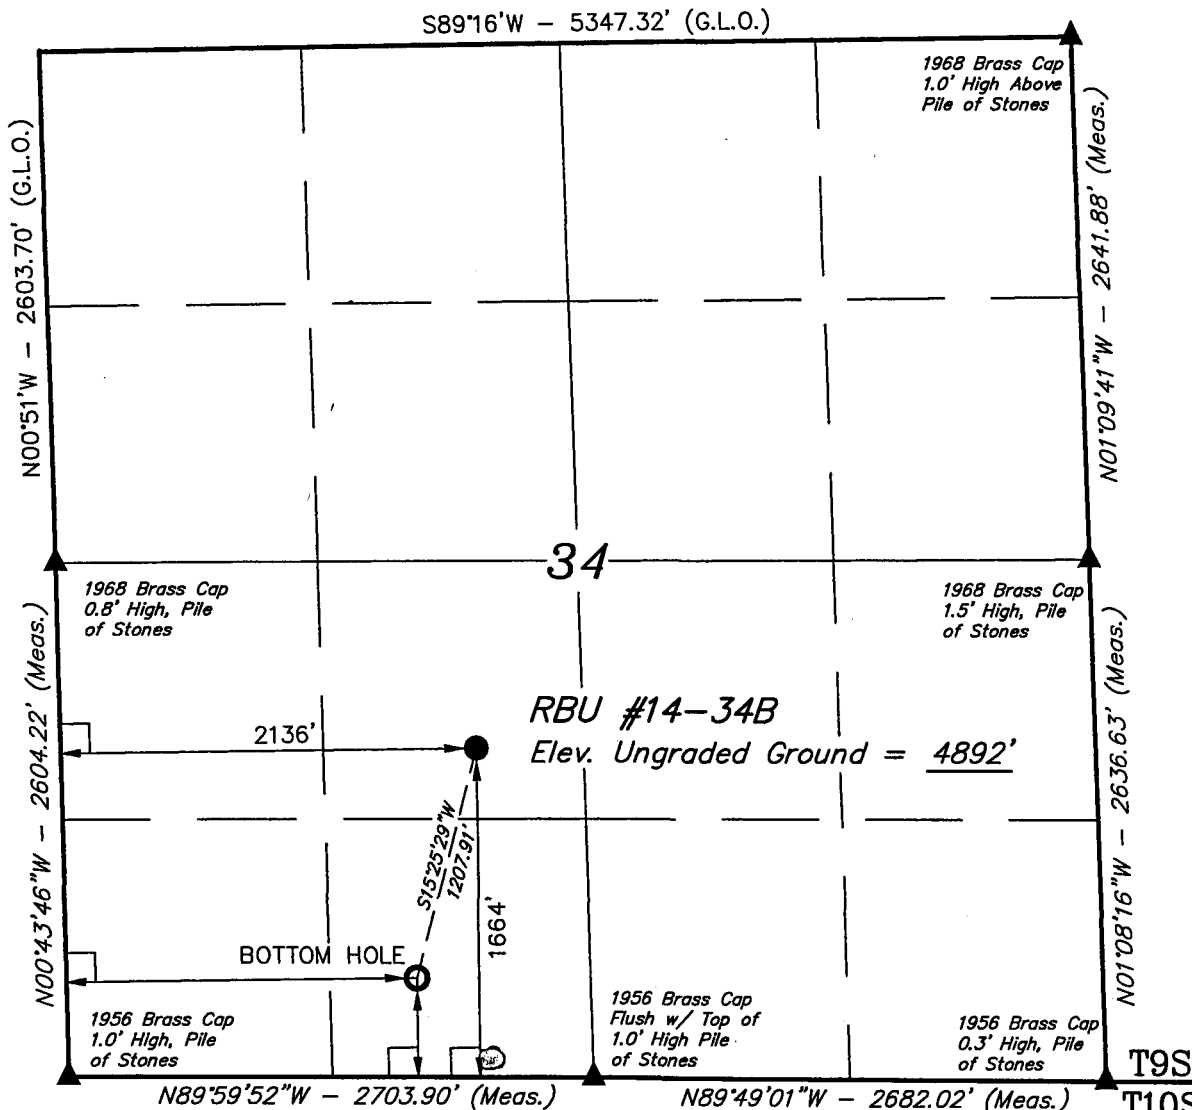 S89°16'W - 5347.32' (G.L.O.)
1968 Brass Cap
1.0' High Above
Pile of Stones
N00°51'W - 2603.70' (G.L.O.)
N01°09'41"W - 2641.88' (Meas.)
34
1968 Brass Cap
0.8' High, Pile
of Stones
1968 Brass Cap
1.5' High, Pile
of Stones
N00°43'46"W - 2604.22' (Meas.)
N01°08'16"W - 2636.63' (Meas.)
RBU #14-34B
Elev. Ungraded Ground = 4892'
2136'
S15°25'29"W
1207.91'
1664'
BOTTOM HOLE
1956 Brass Cap
1.0' High, Pile
of Stones
1956 Brass Cap
Flush w/ Top of
1.0' High Pile
of Stones
1956 Brass Cap
0.3' High, Pile
of Stones
T9S
T10S
N89°59'52"W - 2703.90' (Meas.)
N89°49'01"W - 2682.02' (Meas.)